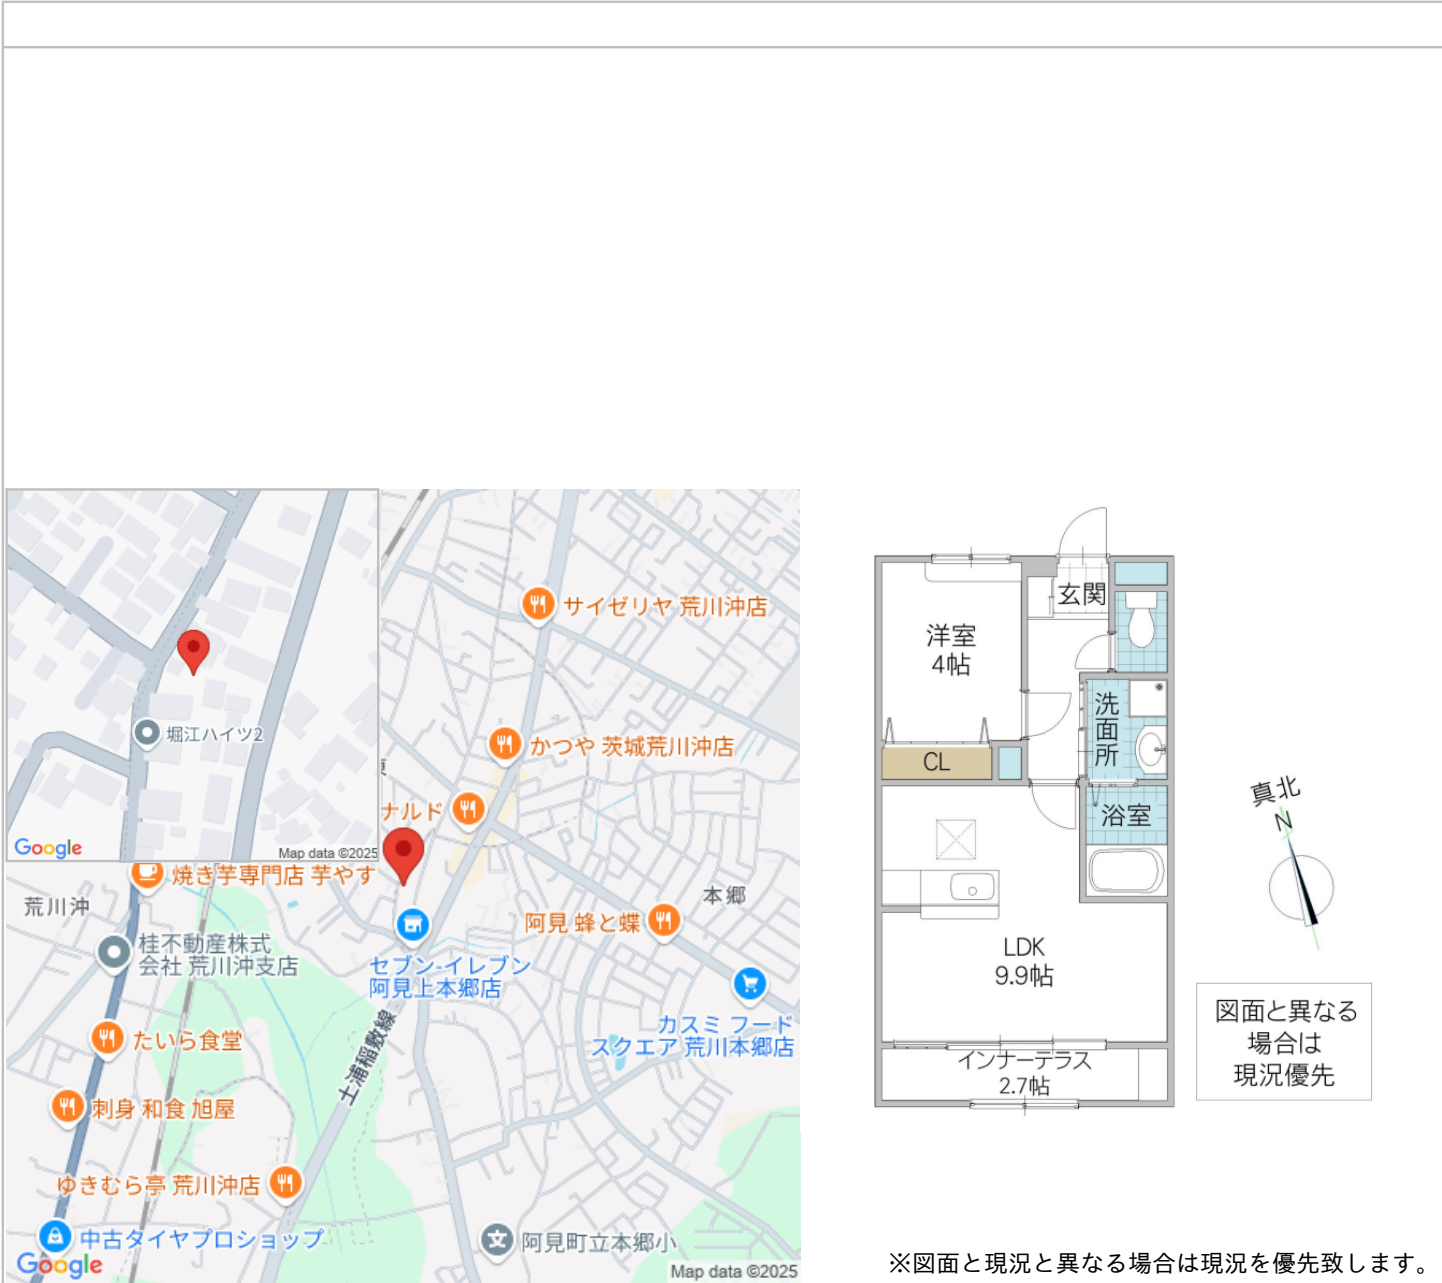 堀江ハイツ2
Google
Map data ©2025
サイゼリヤ 荒川沖店
かつや 茨城荒川沖店
ナルド
焼き芋専門店 芋やす
荒川沖
本郷
阿見 蜂と蝶
桂不動産株式
会社 荒川沖支店
セブン-イレブン
阿見上本郷店
カスミ フード
スクエア 荒川本郷店
たいら食堂
土浦稲敷線
刺身 和食 旭屋
ゆきむら亭 荒川沖店
中古タイヤプロショップ
阿見町立本郷小
Google
Map data ©2025
玄関
洋室
4帖
洗面所
CL
浴室
LDK
9.9帖
インナーテラス
2.7帖
真北
N
図面と異なる
場合は
現況優先
※図面と現況と異なる場合は現況を優先致します。